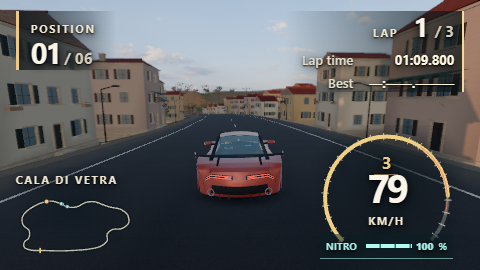 POSITION
01 / 06
LAP 1 / 3
Lap time 01:09.800
Best --:--.---
3
79
KM/H
NITRO 100 %
CALA DI VETRA